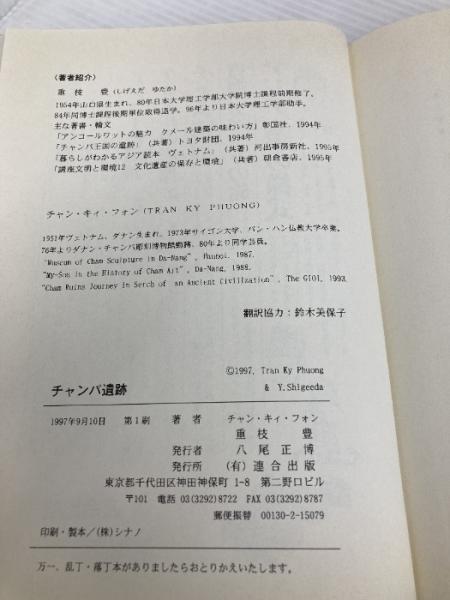 〈著者紹介〉
重枝 豊(しげえだ ゆたか)
1954年山口県生まれ、80年日本大学理工学部大学院博士課程前期修了。
84年同博士課程後期単位取得退学。96年より日本大学理工学部助手。
主な著書・論文
「アンコールワットの魅力 クメール建築の味わい方」彰国社、1994年
「チャンパ王国の遺跡」(共著)トヨタ財団、1994年
「暮らしがわかるアジア読本 ヴェトナム」(共著)河出書房新社、1995年
「講座文明と環境12 文化遺産の保存と環境」(共著)朝倉書店、1995年
チャン・キィ・フォン(TRAN KY PHUONG)
1951年ヴェトナム、ダナン生まれ、1973年サイゴン大学、バン・ハン仏教大学卒業。
78年よりダナン・チャンパ彫刻博物館勤務、80年より同学芸員。
"Museum of Cham Sculpture in Da-Nang", Hanboi, 1987.
"My-Son in the History of Cham Art", Da-Nang, 1988.
"Cham Ruins Journey in Serch of an Ancient Civilization", The GIOI, 1993.
翻訳協力：鈴木美保子
©1997, Tran Ky Phuong
& Y.Shigeeda
チャンパ遺跡
1997年9月10日 第1刷 著者 チャン・キィ・フォン
重枝 豊
発行者 八尾正博
発行所 (有)連合出版
東京都千代田区神田神保町 1-8 第二野口ビル
〒101 電話 03(3292)8722 FAX 03(3292)8787
郵便振替 00130-2-15079
印刷・製本／(株)シナノ
万一、乱丁・落丁本がありましたらおとりかえいたします。